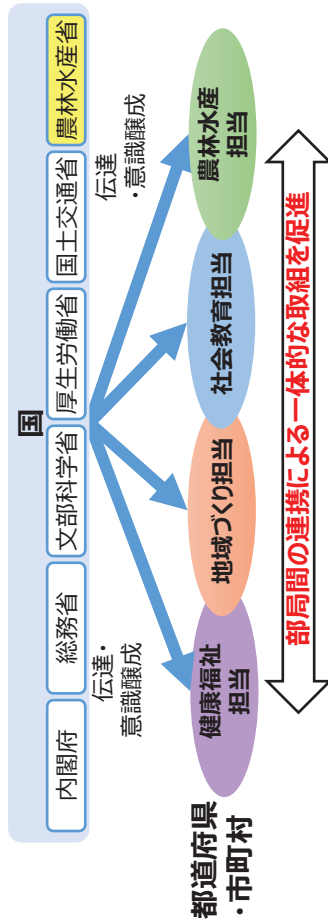 国
内閣府
総務省
文部科学省
厚生労働省
国土交通省
農林水産省
伝達・
意識醸成
伝達
・意識醸成
都道府県
・市町村
健康福祉
担当
地域づくり担当
社会教育担当
農林水産
担当
部局間の連携による一体的な取組を促進